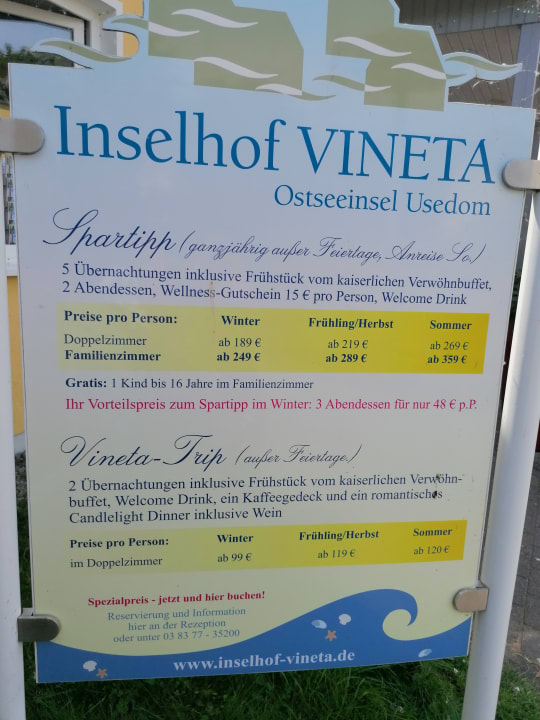 Inselhof VINETA
Ostseeinsel Usedom
Spartipp (ganzjährig außer Feiertage, Anreise So.)
5 Übernachtungen inklusive Frühstück vom kaiserlichen Verwöhnbuffet,
2 Abendessen, Wellness-Gutschein 15 € pro Person, Welcome Drink
Preise pro Person: Winter Frühling/Herbst Sommer
Doppelzimmer ab 189 € ab 219 € ab 269 €
Familienzimmer ab 249 € ab 289 € ab 359 €
Gratis: 1 Kind bis 16 Jahre im Familienzimmer
Ihr Vorteilspreis zum Spartipp im Winter: 3 Abendessen für nur 48 € p.P.
Vineta-Trip (außer Feiertage.)
2 Übernachtungen inklusive Frühstück vom kaiserlichen Verwöhn-
buffet, Welcome Drink, ein Kaffeegedeck und ein romantisches
Candlelight Dinner inklusive Wein
Preise pro Person: Winter Frühling/Herbst Sommer
im Doppelzimmer ab 99 € ab 119 € ab 120 €
Spezialpreis - jetzt und hier buchen!
Reservierung und Information
hier an der Rezeption
oder unter 03 83 77 - 35200
www.inselhof-vineta.de